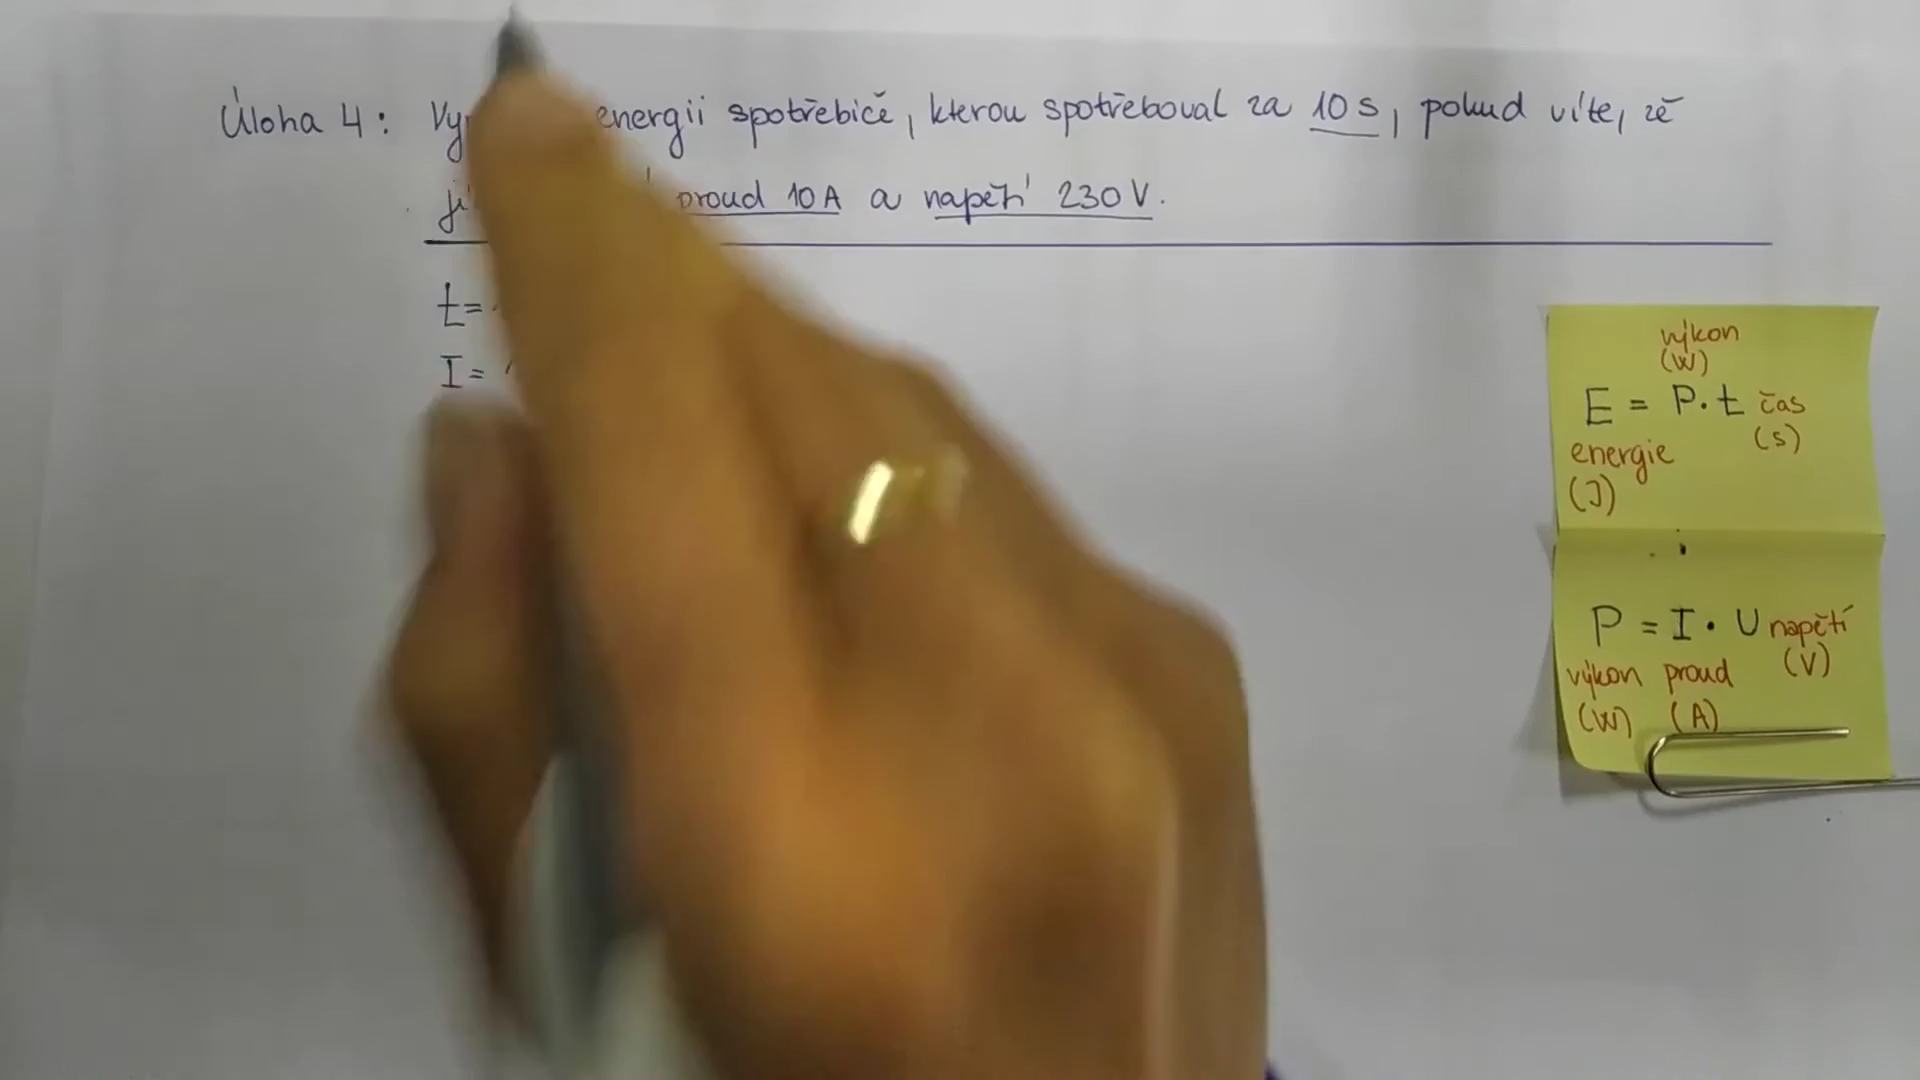 Úloha 4: energii spotřebiče, kterou spotřeboval za 10 s, pokud víte, že
proud 10 A a napětí 230 V.
t=
I=
výkon
(W)
E = P · t čas
(s)
energie
(J)
P = I · U napětí
(V)
výkon proud
(W) (A)